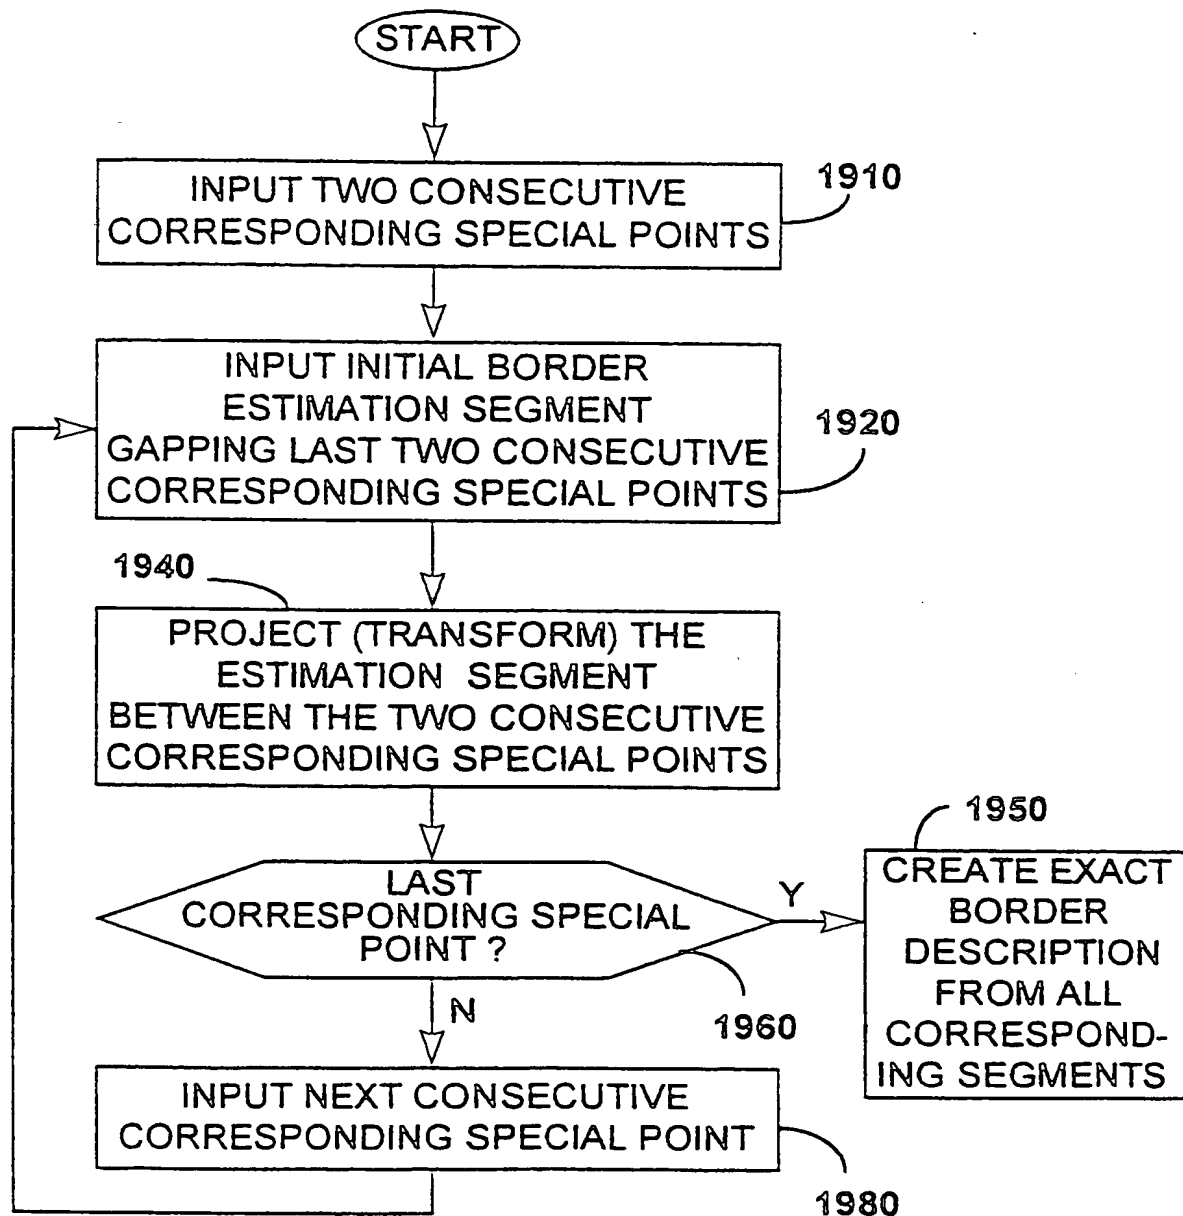 START
INPUT TWO CONSECUTIVE
CORRESPONDING SPECIAL POINTS
1910
INPUT INITIAL BORDER
ESTIMATION SEGMENT
GAPPING LAST TWO CONSECUTIVE
CORRESPONDING SPECIAL POINTS
1920
1940
PROJECT (TRANSFORM) THE
ESTIMATION SEGMENT
BETWEEN THE TWO CONSECUTIVE
CORRESPONDING SPECIAL POINTS
LAST
CORRESPONDING SPECIAL
POINT ?
1960
Y
1950
CREATE EXACT
BORDER
DESCRIPTION
FROM ALL
CORRESPOND-
ING SEGMENTS
N
INPUT NEXT CONSECUTIVE
CORRESPONDING SPECIAL POINT
1980